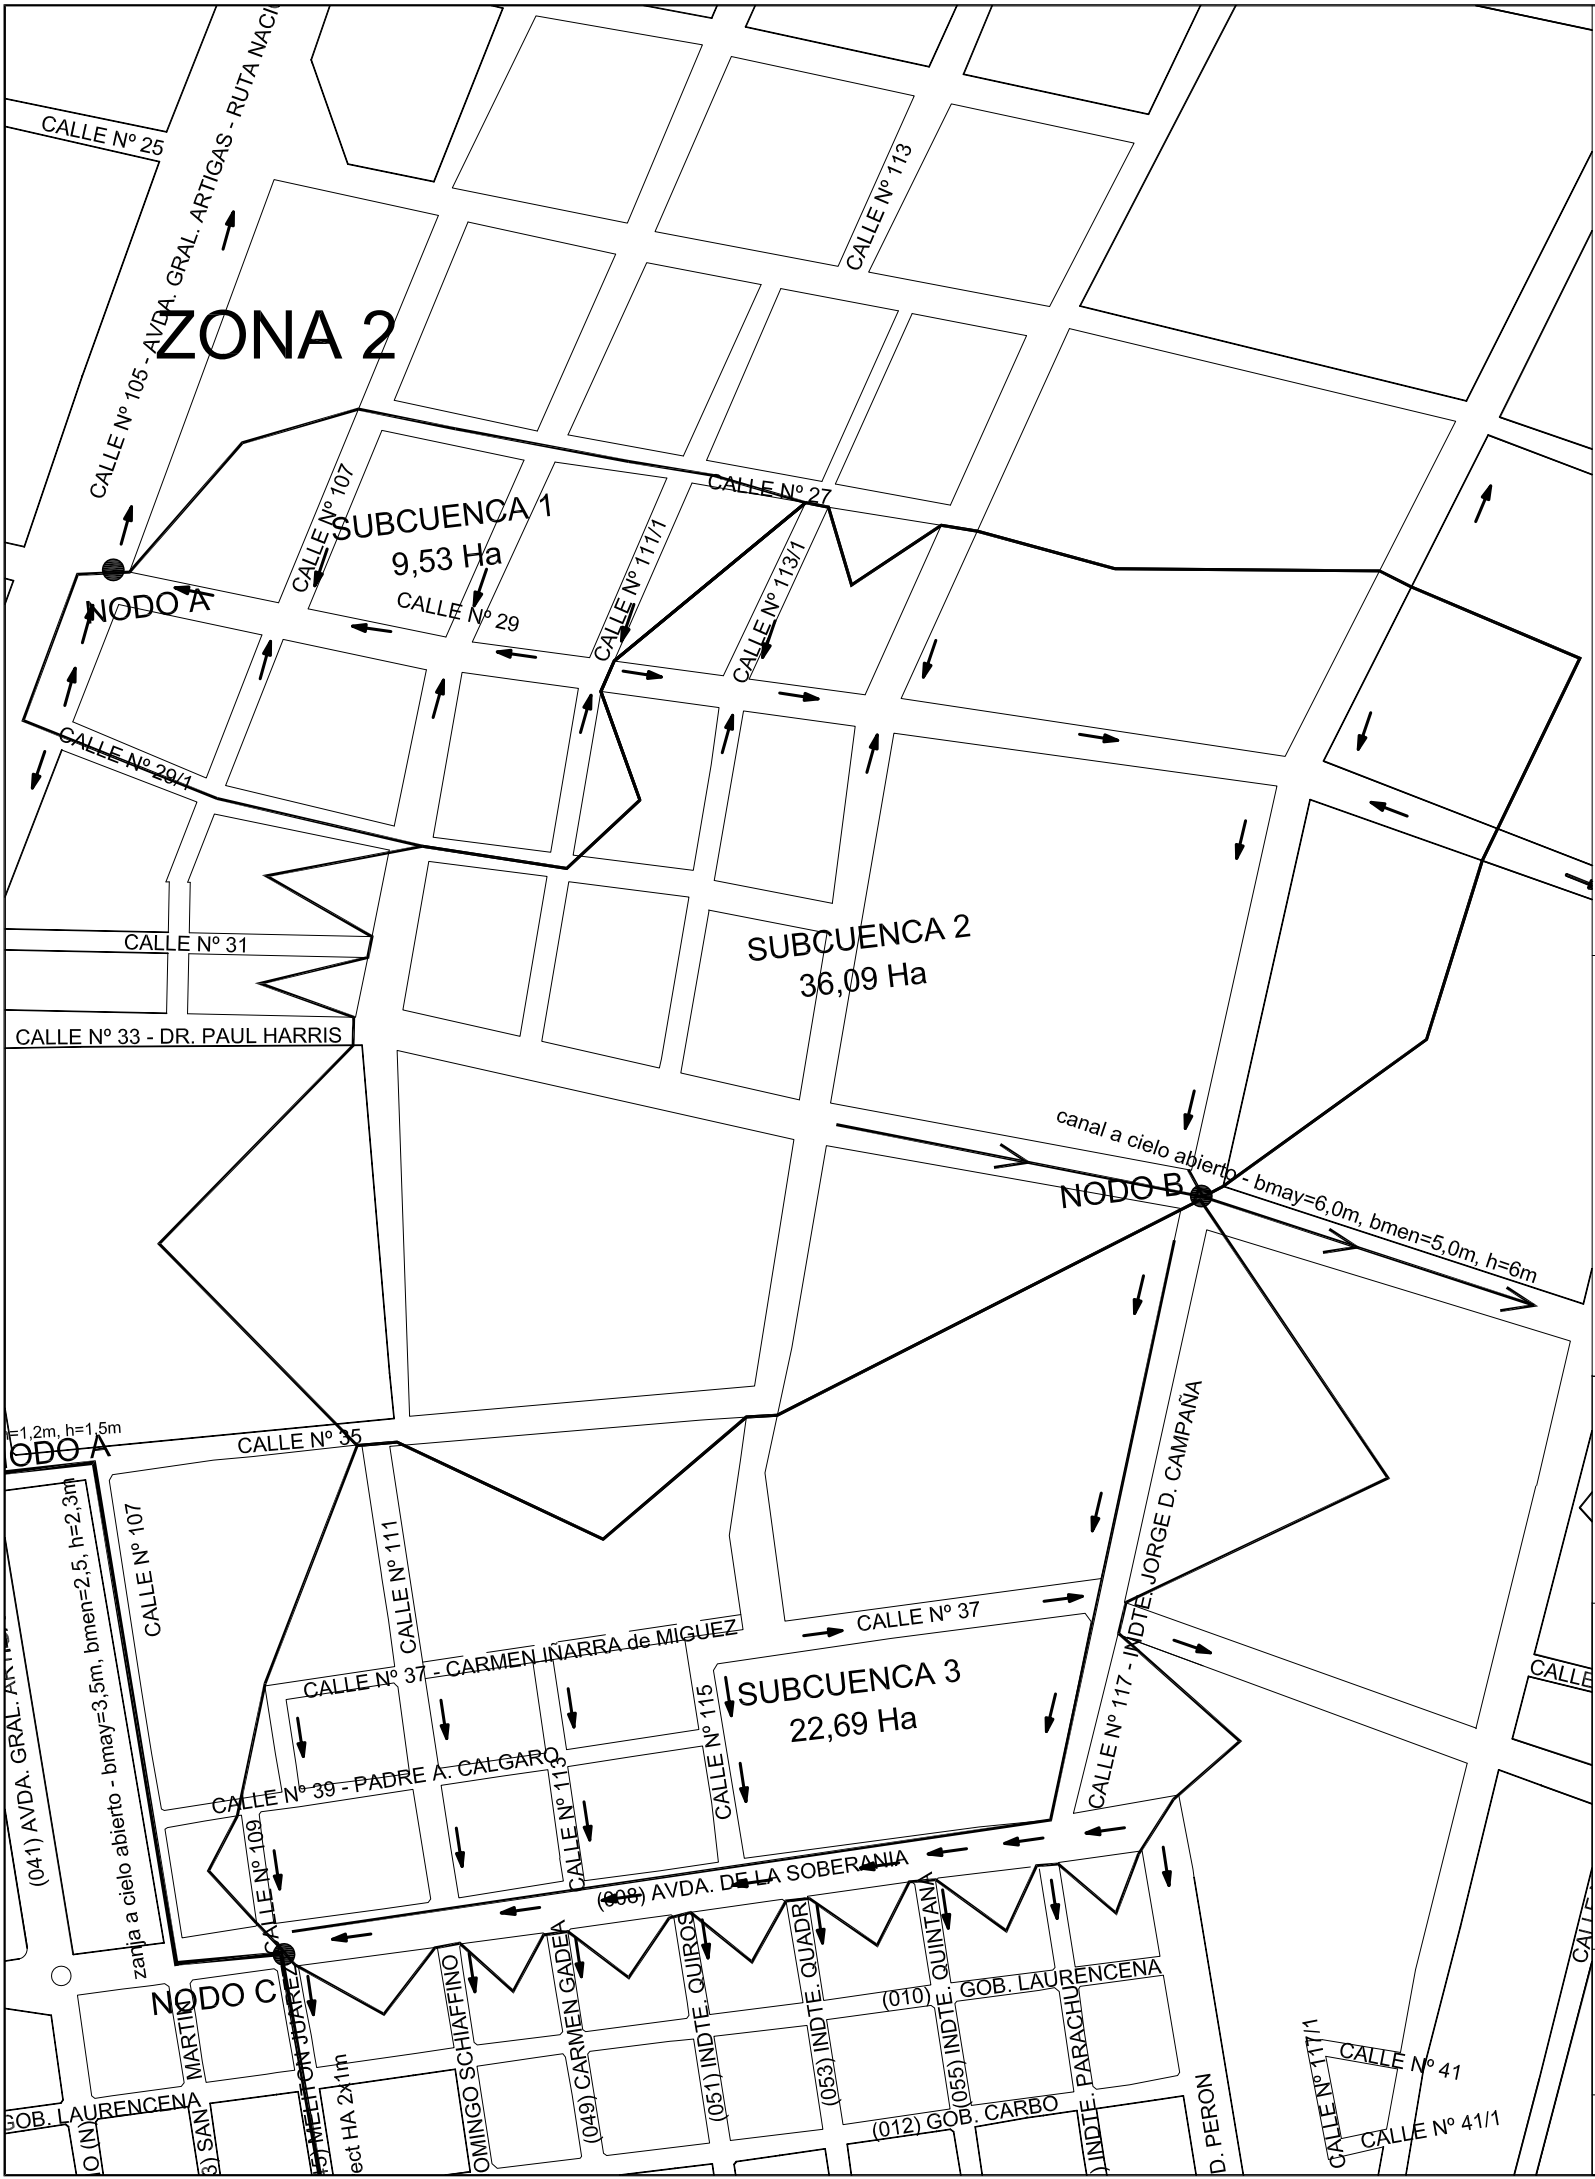 CALLE Nº 25
CALLE Nº 105 - AVDA. GRAL. ARTIGAS - RUTA NACI
CALLE Nº 113
ZONA 2
CALLE Nº 107
SUBCUENCA 1
9,53 Ha
CALLE Nº 27
CALLE Nº 111/1
CALLE Nº 113/1
NODO A
CALLE Nº 29
CALLE Nº 29/1
CALLE Nº 31
SUBCUENCA 2
36,09 Ha
CALLE Nº 33 - DR. PAUL HARRIS
canal a cielo abierto - bmay=6,0m, bmen=5,0m, h=6m
NODO B
=1,2m, h=1,5m
ODO A
CALLE Nº 35
CALLE Nº 107
CALLE Nº 111
zanja a cielo abierto - bmay=3,5m, bmen=2,5, h=2,3m
(041) AVDA. GRAL.
CALLE Nº 117 - INDTE. JORGE D. CAMPAÑA
CALLE Nº 37
CALLE Nº 37 - CARMEN IÑARRA de MIGUEZ
SUBCUENCA 3
22,69 Ha
CALLE Nº 115
CALLE
CALLE Nº 39 - PADRE A. CALGARO
CALLE Nº 113
CALLE Nº 109
(008) AVDA. DE LA SOBERANIA
NODO C
MARTIN
5) MELITON JUAREZ
OMINGO SCHIAFFINO
(049) CARMEN GADEA
(051) INDTE. QUIROS
(053) INDTE. QUADR
(055) INDTE. QUINTANA
(010) GOB. LAURENCENA
) INDTE. PARACHU
CALLE
GOB. LAURENCENA
O (N)
3) SAN
ect HA 2x1m
(012) GOB. CARBO
D. PERON
CALLE Nº 117/1
CALLE Nº 41
CALLE Nº 41/1